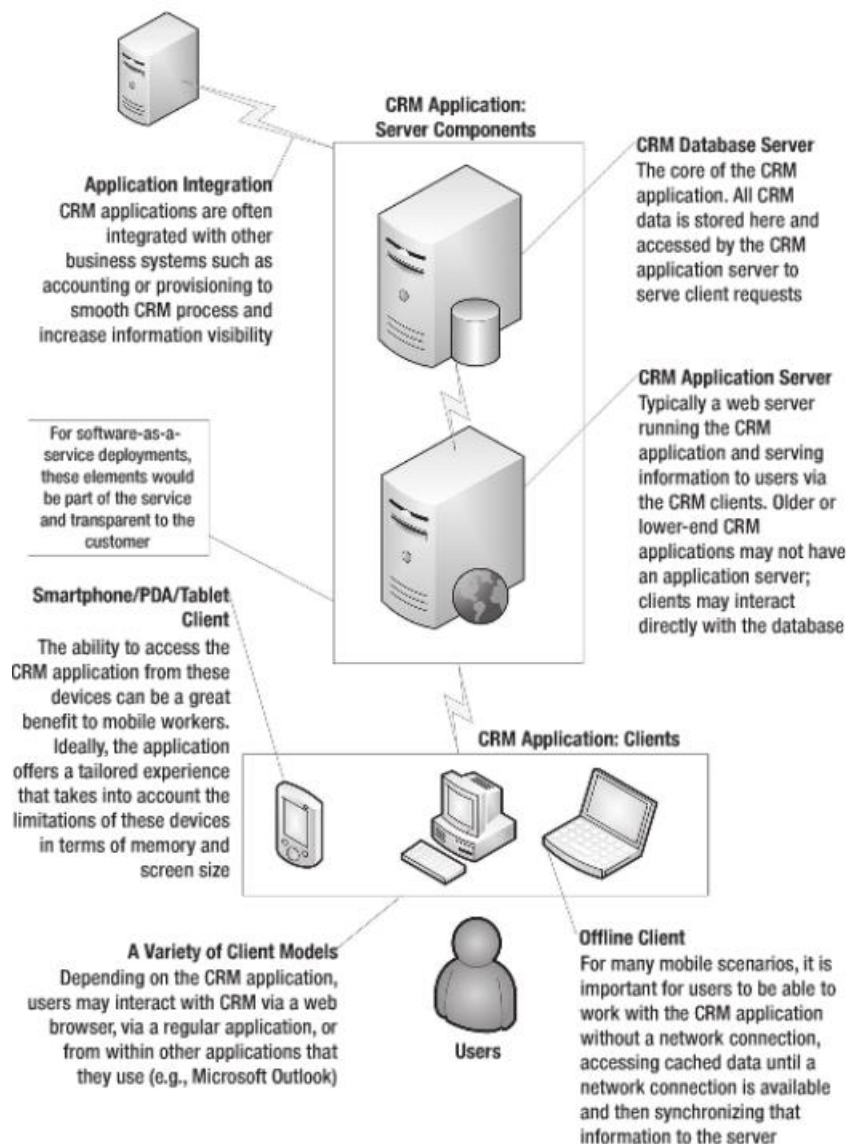 CRM Application:
Server Components
CRM Database Server
The core of the CRM
application. All CRM
data is stored here and
accessed by the CRM
application server to
serve client requests
Application Integration
CRM applications are often
integrated with other
business systems such as
accounting or provisioning to
smooth CRM process and
increase information visibility
CRM Application Server
Typically a web server
running the CRM
application and serving
information to users via
the CRM clients. Older or
lower-end CRM
applications may not have
an application server;
clients may interact
directly with the database
For software-as-a-
service deployments,
these elements would
be part of the service
and transparent to the
customer
Smartphone/PDA/Tablet
Client
The ability to access the
CRM application from these
devices can be a great
benefit to mobile workers.
Ideally, the application
offers a tailored experience
that takes into account the
limitations of these devices
in terms of memory and
screen size
CRM Application: Clients
A Variety of Client Models
Depending on the CRM application,
users may interact with CRM via a web
browser, via a regular application, or
from within other applications that
they use (e.g., Microsoft Outlook)
Users
Offline Client
For many mobile scenarios, it is
important for users to be able to
work with the CRM application
without a network connection,
accessing cached data until a
network connection is available
and then synchronizing that
information to the server